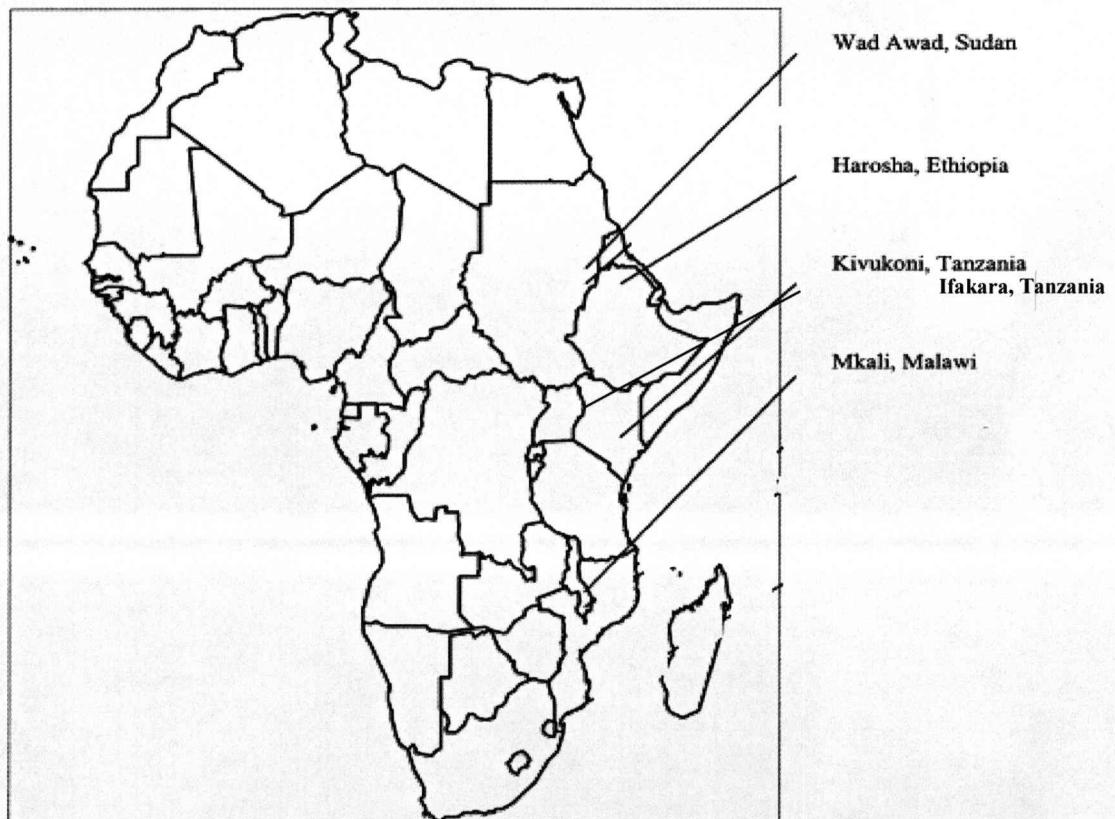 Wad Awad, Sudan
Harosha, Ethiopia
Kivukoni, Tanzania
Ifakara, Tanzania
Mkali, Malawi